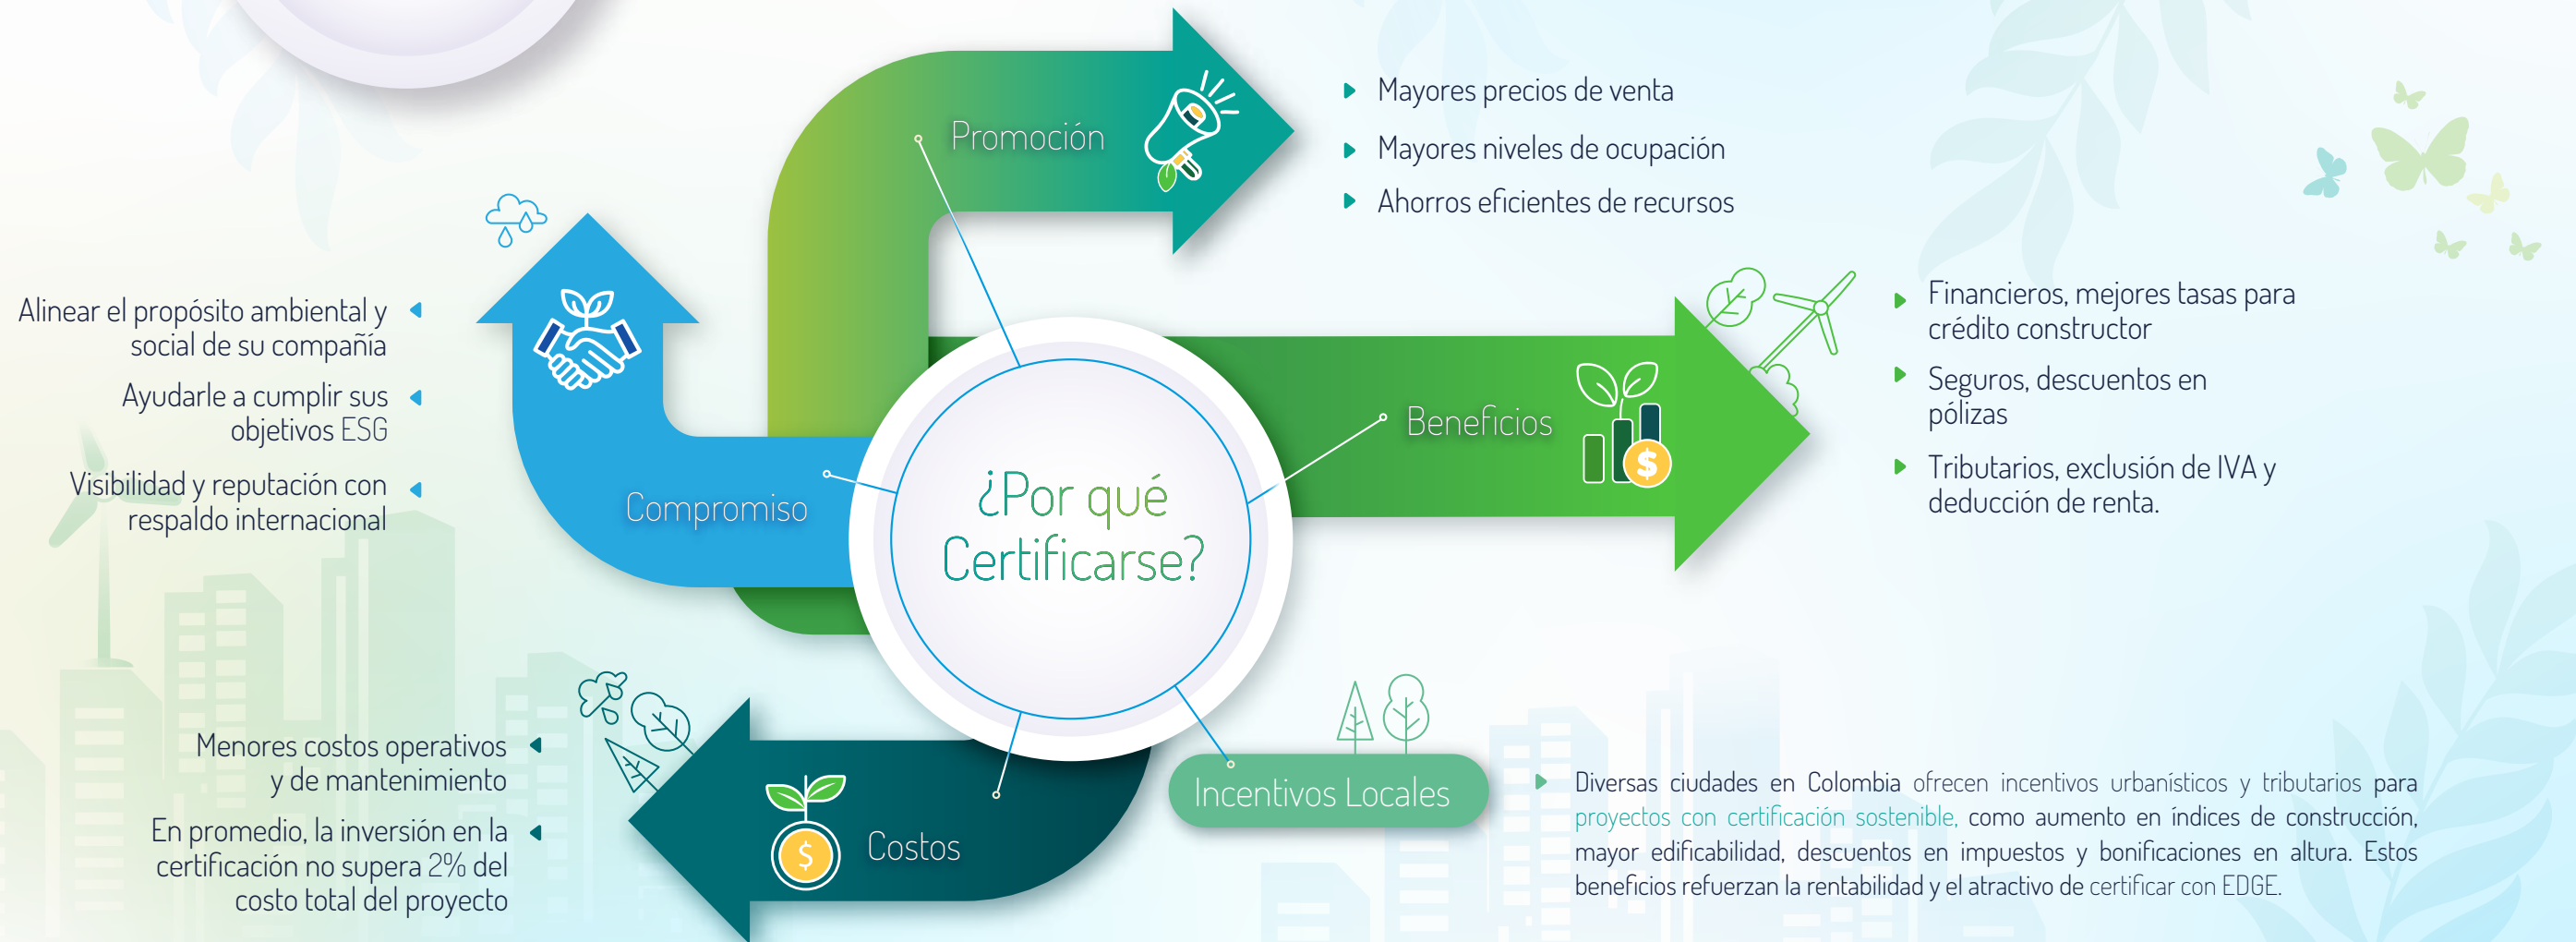 ¿Por qué
Certificarse?
Promoción
Mayores precios de venta
Mayores niveles de ocupación
Ahorros eficientes de recursos
Beneficios
Financieros, mejores tasas para
crédito constructor
Seguros, descuentos en
pólizas
Tributarios, exclusión de IVA y
deducción de renta.
Compromiso
Alinear el propósito ambiental y
social de su compañía
Ayudarle a cumplir sus
objetivos ESG
Visibilidad y reputación con
respaldo internacional
Costos
Menores costos operativos
y de mantenimiento
En promedio, la inversión en la
certificación no supera 2% del
costo total del proyecto
Incentivos Locales
Diversas ciudades en Colombia ofrecen incentivos urbanísticos y tributarios para
proyectos con certificación sostenible, como aumento en índices de construcción,
mayor edificabilidad, descuentos en impuestos y bonificaciones en altura. Estos
beneficios refuerzan la rentabilidad y el atractivo de certificar con EDGE.